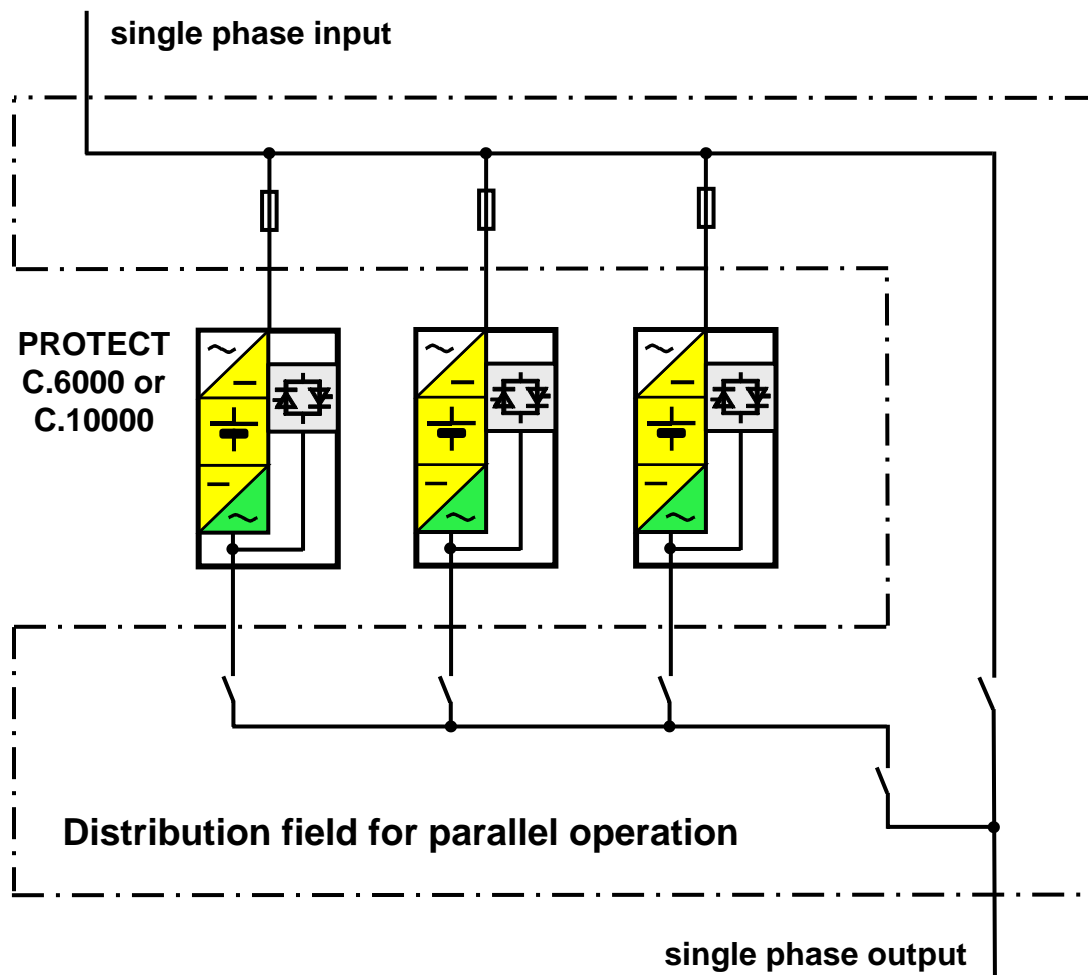 single phase input
PROTECT
C.6000 or
C.10000
Distribution field for parallel operation
single phase output